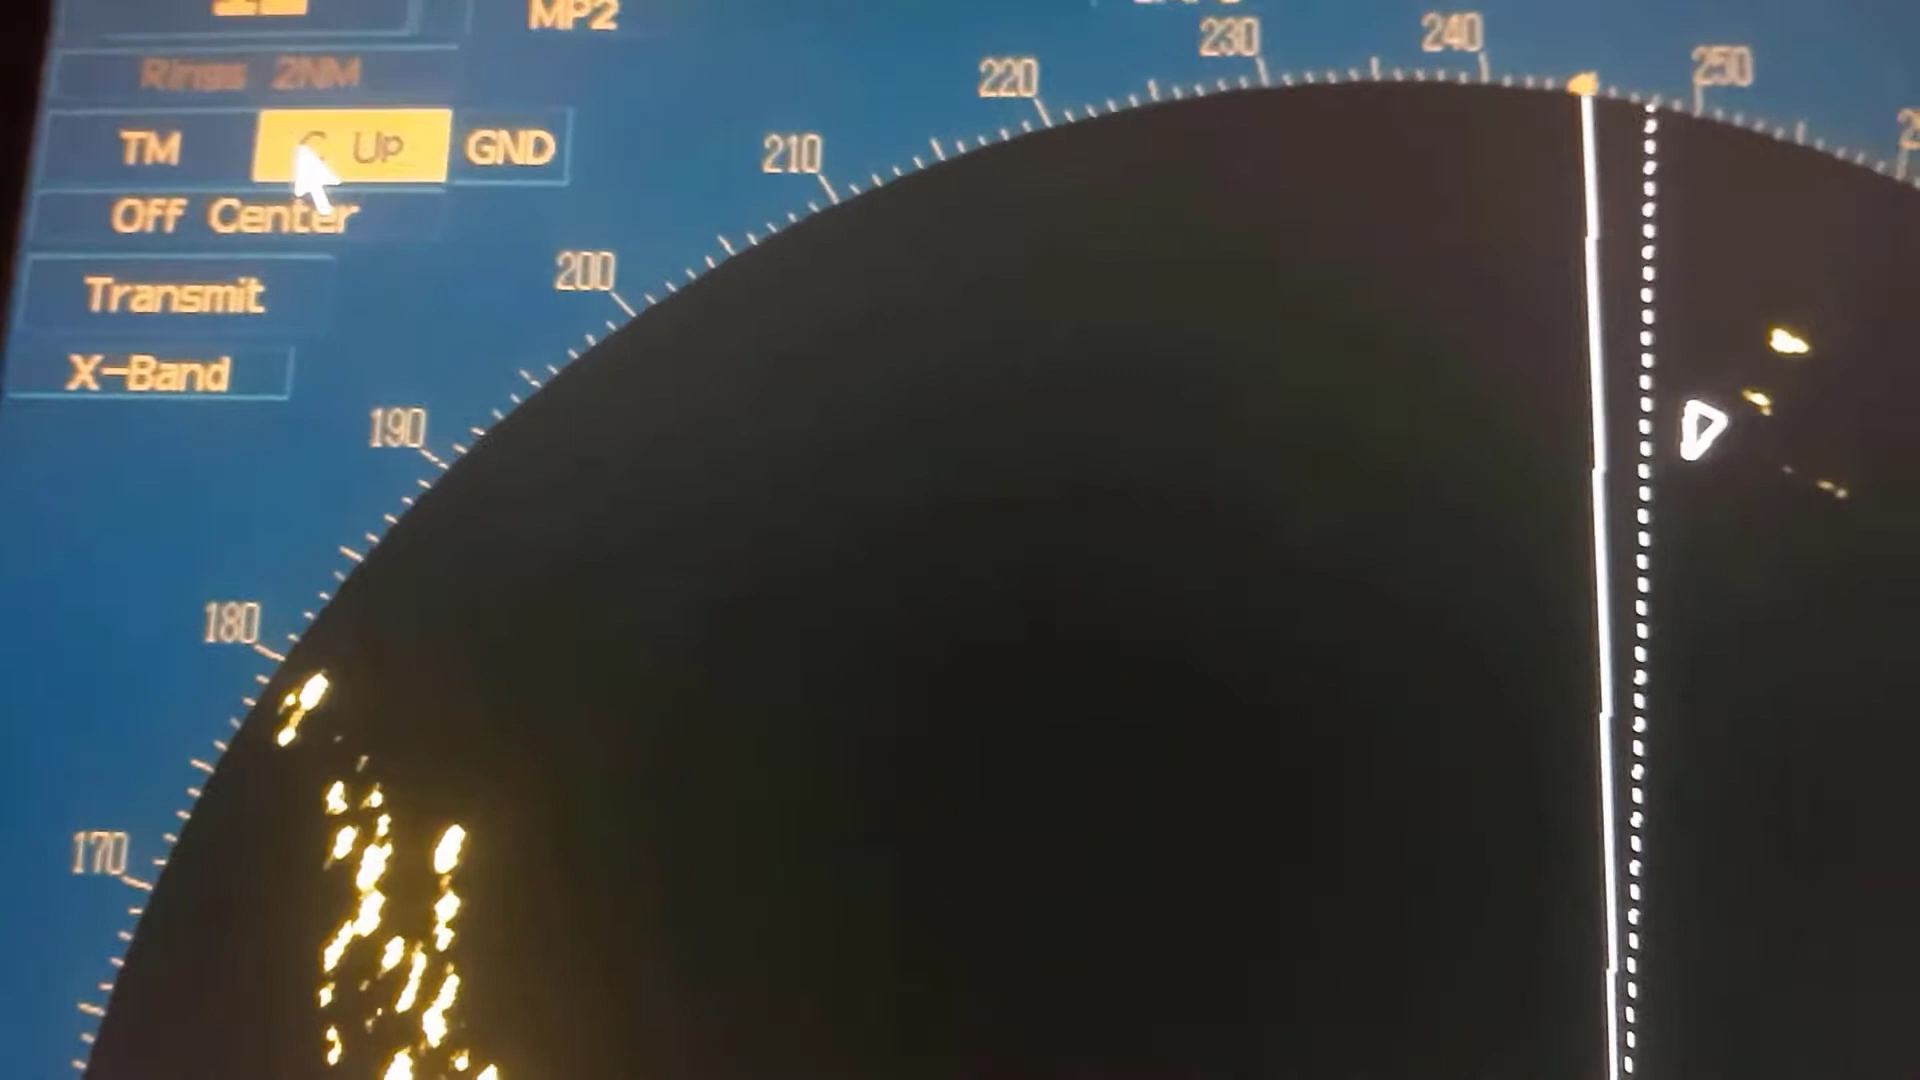 MP2
Rings 2NM
TM C Up GND
Off Center
Transmit
X-Band
170
180
190
200
210
220
230
240
250